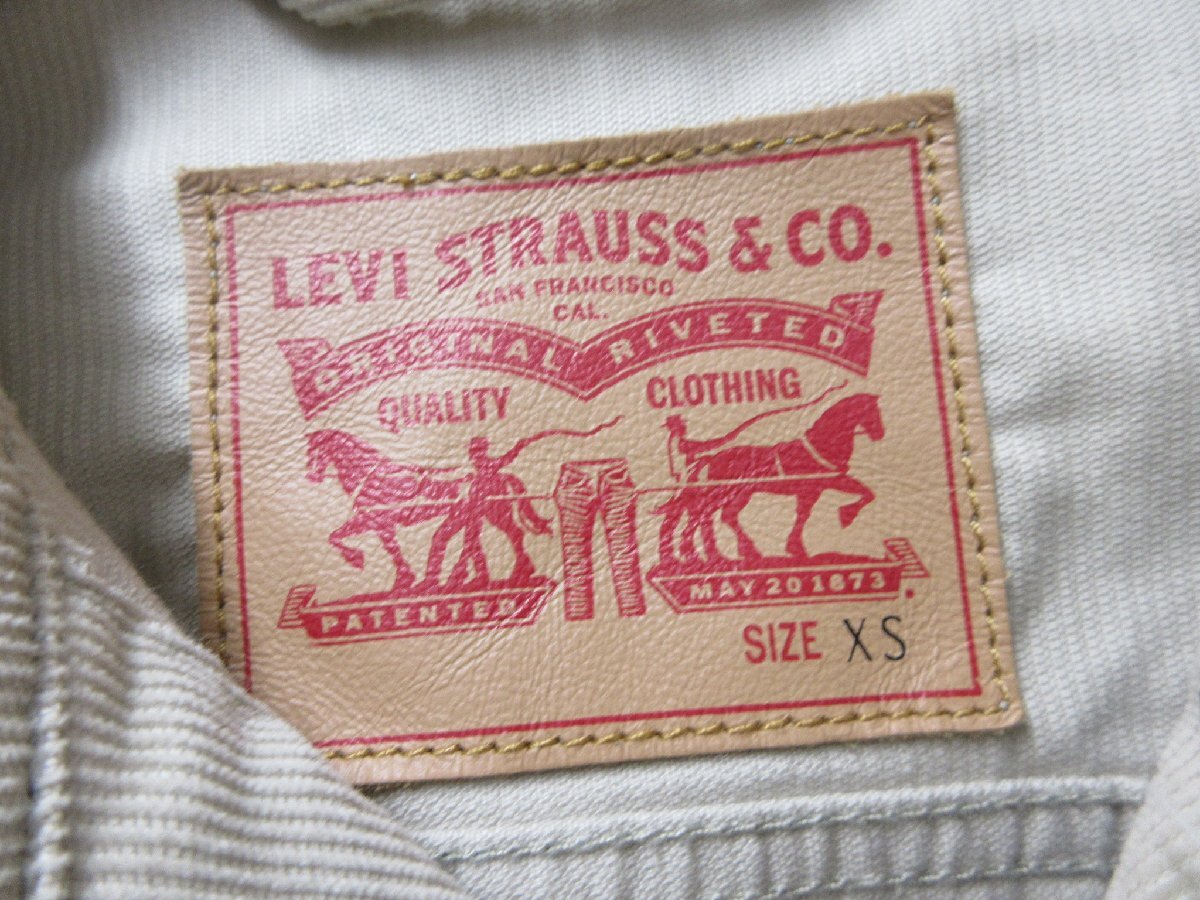 LEVI STRAUSS & CO.
SAN FRANCISCO
CAL.
ORIGINAL RIVETED
QUALITY CLOTHING
PATENTED MAY 20 1873.
SIZE XS